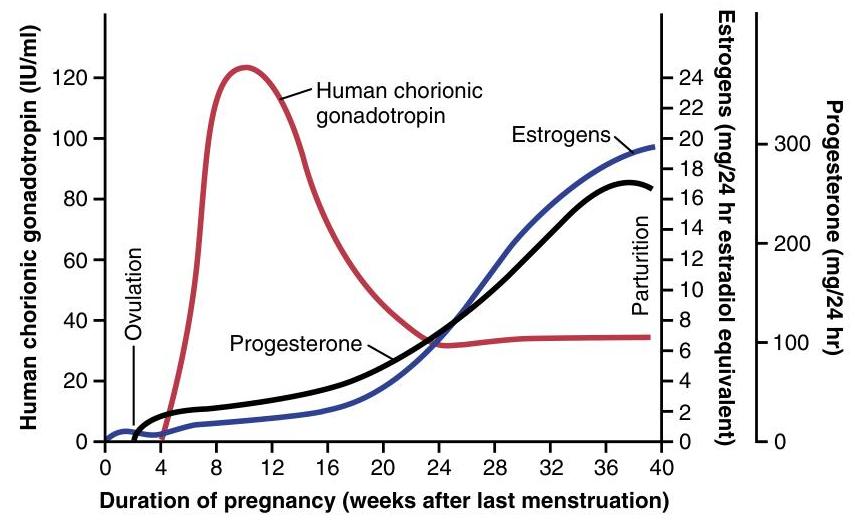 Human chorionic gonadotropin (IU/ml)
120
100
80
60
40
20
0
Ovulation
Human chorionic
gonadotropin
Progesterone
Estrogens
Parturition
24
22
20
18
16
14
12
10
8
6
4
2
0
Estrogens (mg/24 hr estradiol equivalent)
300
200
100
0
Progesterone (mg/24 hr)
0 4 8 12 16 20 24 28 32 36 40
Duration of pregnancy (weeks after last menstruation)